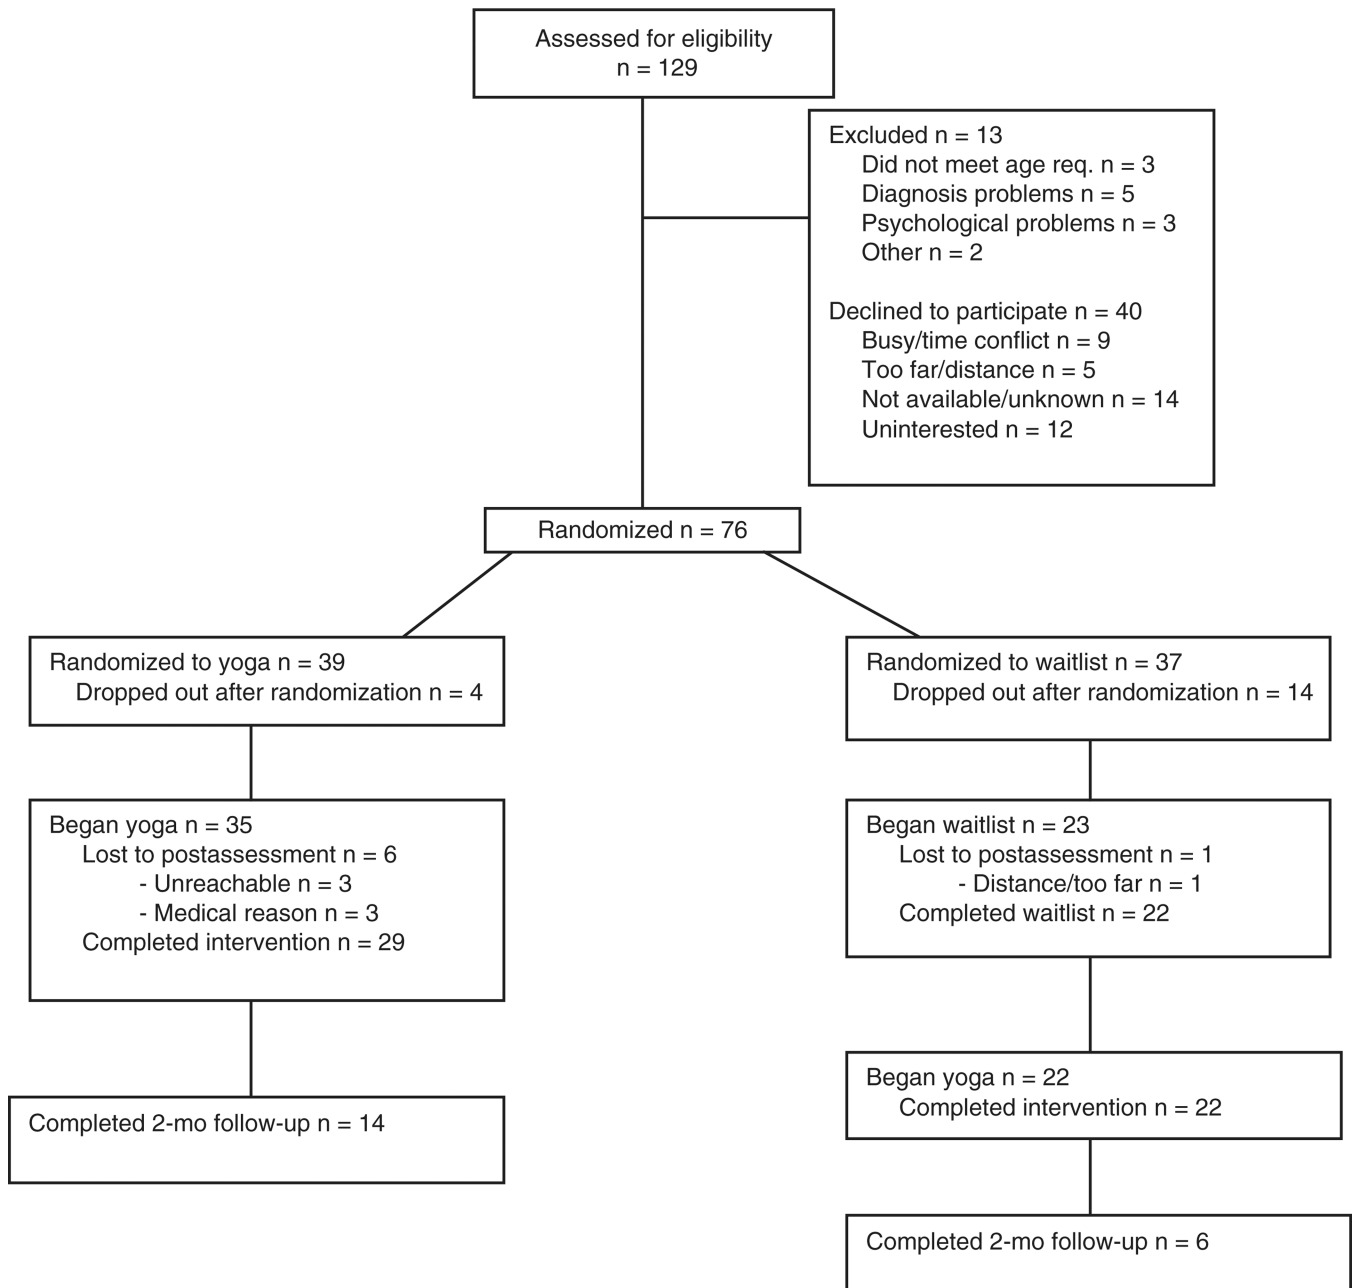 Assessed for eligibility
n = 129
Excluded n = 13
Did not meet age req. n = 3
Diagnosis problems n = 5
Psychological problems n = 3
Other n = 2
Declined to participate n = 40
Busy/time conflict n = 9
Too far/distance n = 5
Not available/unknown n = 14
Uninterested n = 12
Randomized n = 76
Randomized to yoga n = 39
Dropped out after randomization n = 4
Randomized to waitlist n = 37
Dropped out after randomization n = 14
Began yoga n = 35
Lost to postassessment n = 6
- Unreachable n = 3
- Medical reason n = 3
Completed intervention n = 29
Began waitlist n = 23
Lost to postassessment n = 1
- Distance/too far n = 1
Completed waitlist n = 22
Began yoga n = 22
Completed intervention n = 22
Completed 2-mo follow-up n = 14
Completed 2-mo follow-up n = 6